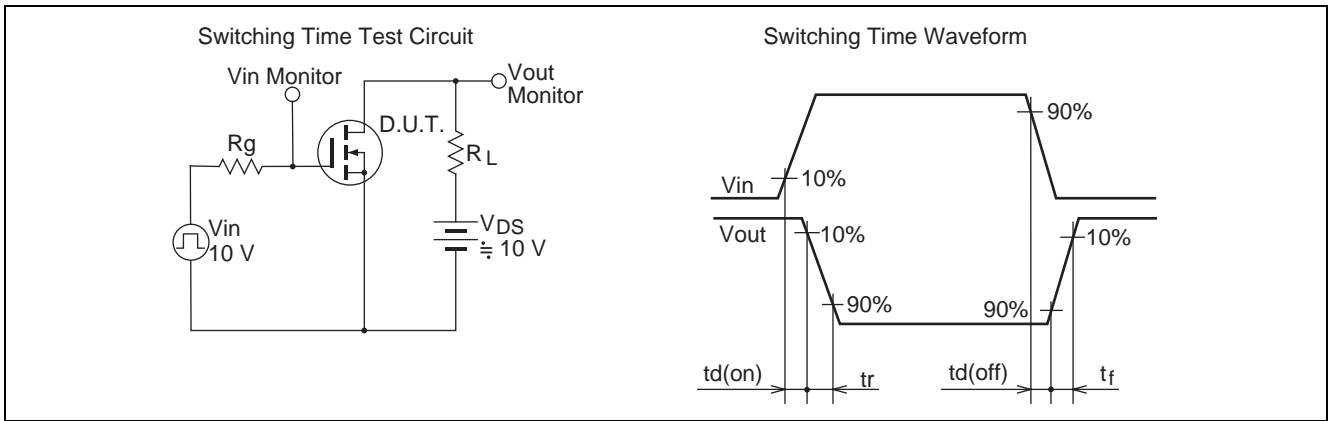 Switching Time Test Circuit
Vin Monitor
Vout
Monitor
D.U.T.
Rg
RL
Vin
10 V
VDS
≒ 10 V
Switching Time Waveform
90%
10%
Vin
Vout
10%
10%
90%
90%
td(on)
tr
td(off)
tf